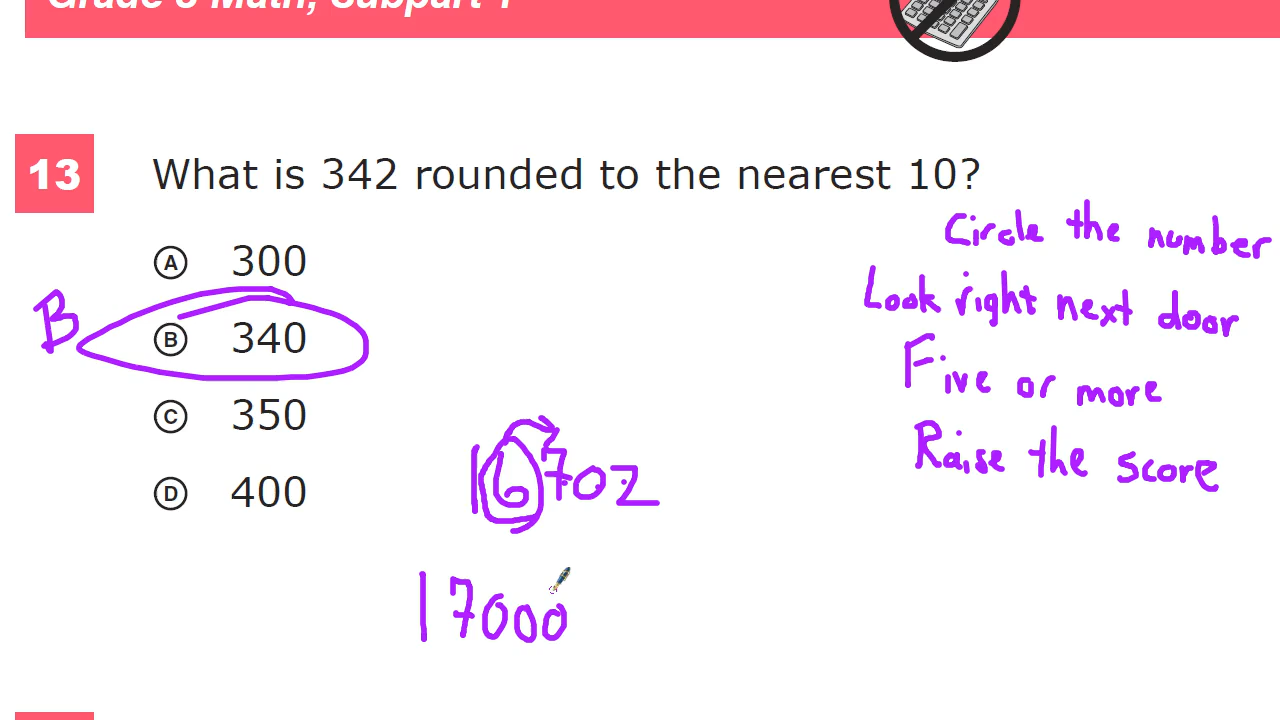 Grade 3 Math, Subpart 1
13 What is 342 rounded to the nearest 10?
A 300
B B 340
C 350
D 400
Circle the number
Look right next door
Five or more
Raise the score
16702
17000